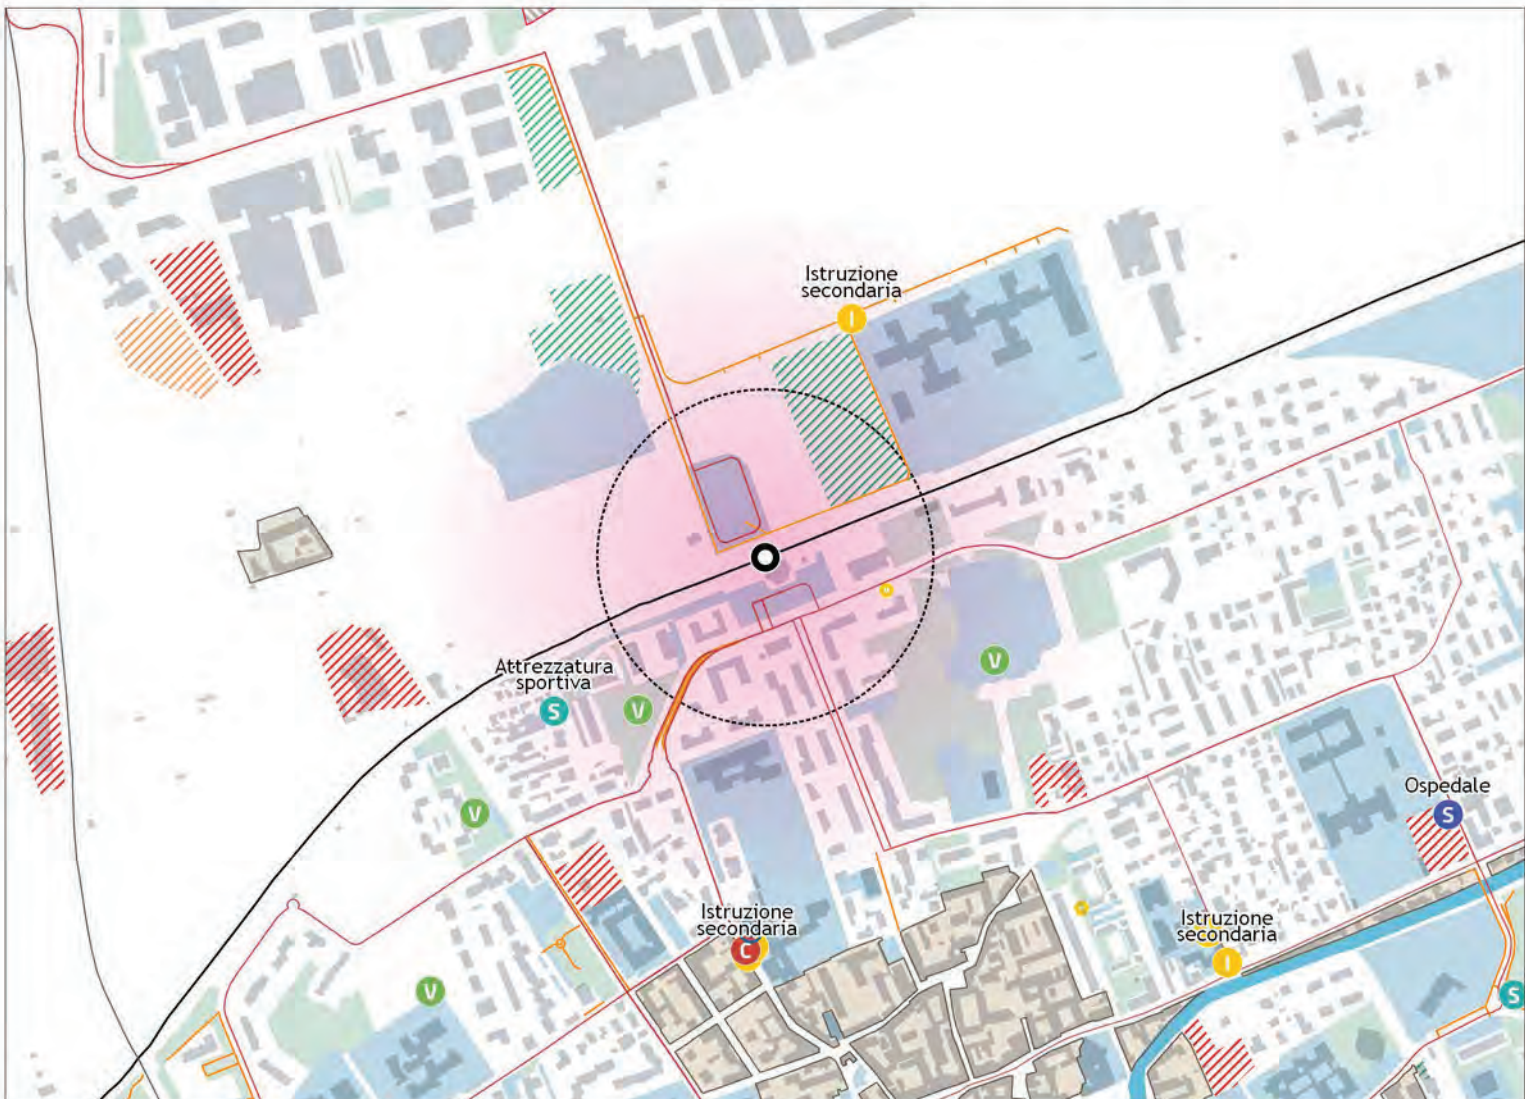 Istruzione
secondaria
I
Attrezzatura
sportiva
S
V
V
V
Ospedale
S
Istruzione
secondaria
C
Istruzione
secondaria
I
V
S